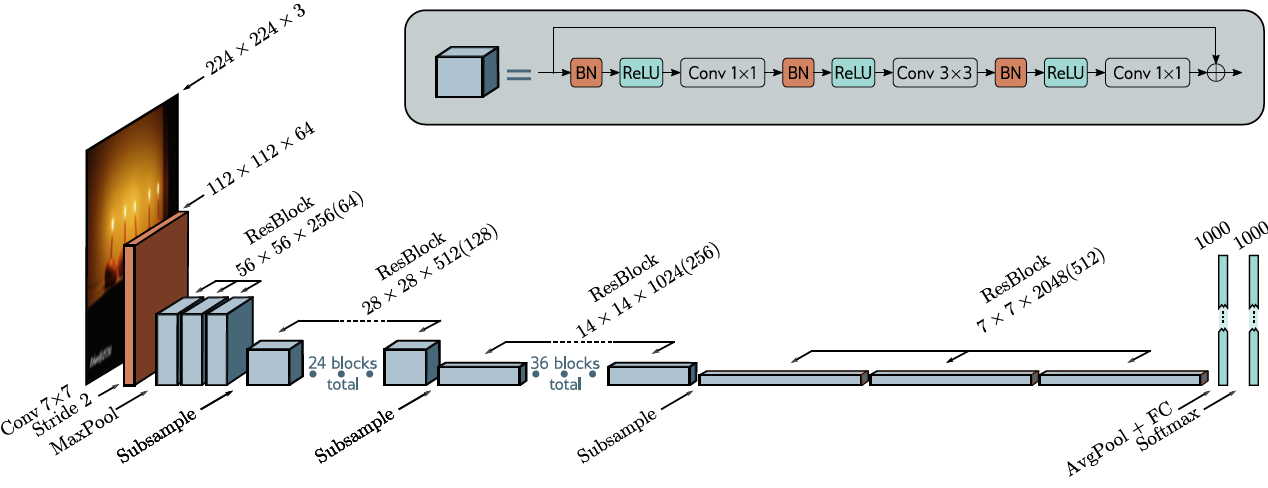 224 × 224 × 3
=
BN
ReLU
Conv 1×1
BN
ReLU
Conv 3×3
BN
ReLU
Conv 1×1
112 × 112 × 64
ResBlock
56 × 56 × 256(64)
ResBlock
28 × 28 × 512(128)
ResBlock
14 × 14 × 1024(256)
ResBlock
7 × 7 × 2048(512)
1000
1000
24 blocks
total
36 blocks
total
Conv 7×7
Stride 2
MaxPool
Subsample
Subsample
Subsample
AvgPool + FC
Softmax